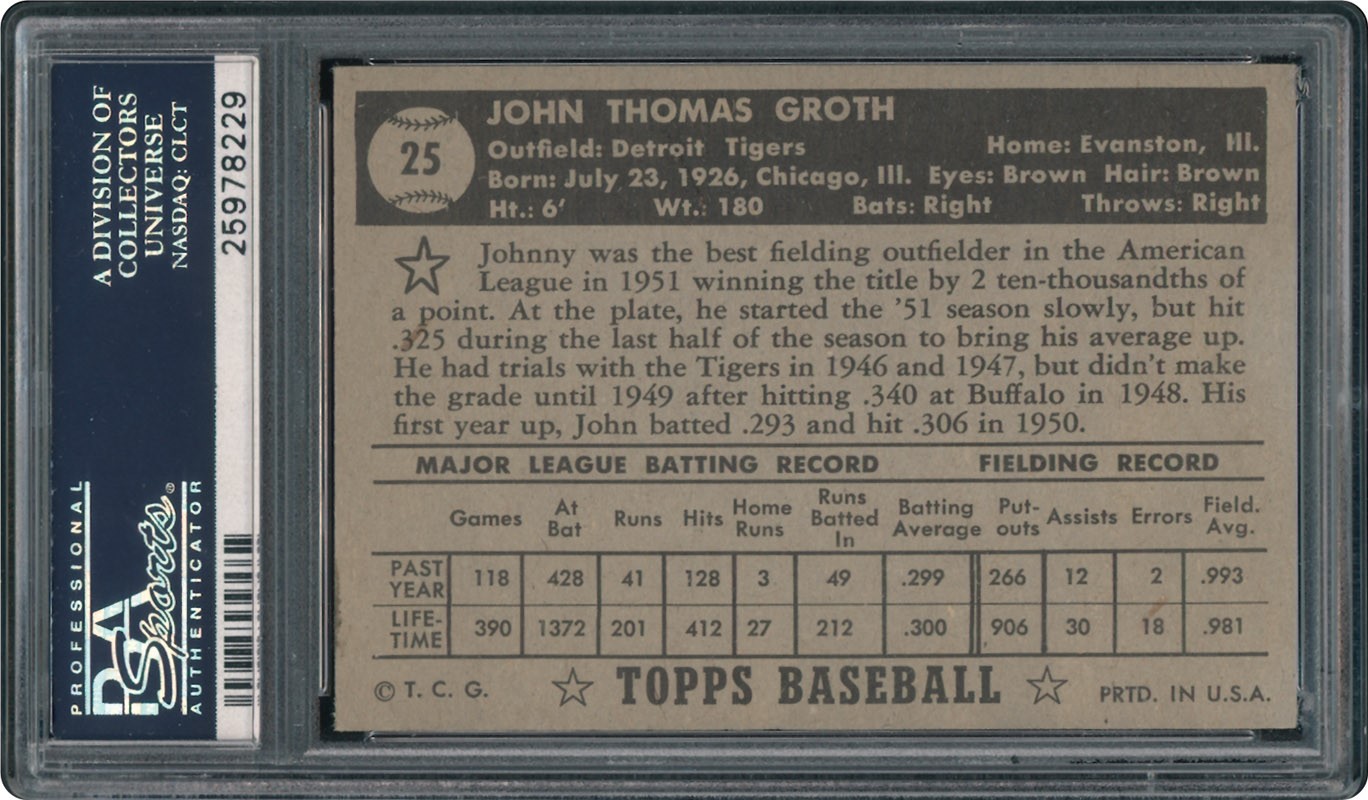 A DIVISION OF
COLLECTORS
UNIVERSE
NASDAQ: CLCT
25978229
PROFESSIONAL
PSA
Sports®
AUTHENTICATOR
25
JOHN THOMAS GROTH
Outfield: Detroit Tigers Home: Evanston, Ill.
Born: July 23, 1926, Chicago, Ill. Eyes: Brown Hair: Brown
Ht.: 6' Wt.: 180 Bats: Right Throws: Right
Johnny was the best fielding outfielder in the American
League in 1951 winning the title by 2 ten-thousandths of
a point. At the plate, he started the '51 season slowly, but hit
.325 during the last half of the season to bring his average up.
He had trials with the Tigers in 1946 and 1947, but didn't make
the grade until 1949 after hitting .340 at Buffalo in 1948. His
first year up, John batted .293 and hit .306 in 1950.
MAJOR LEAGUE BATTING RECORD FIELDING RECORD
Games At Bat Runs Hits Home Runs Runs Batted In Batting Average Put-outs Assists Errors Field. Avg.
PAST YEAR 118 428 41 128 3 49 .299 266 12 2 .993
LIFE-TIME 390 1372 201 412 27 212 .300 906 30 18 .981
© T. C. G. TOPPS BASEBALL PRTD. IN U.S.A.